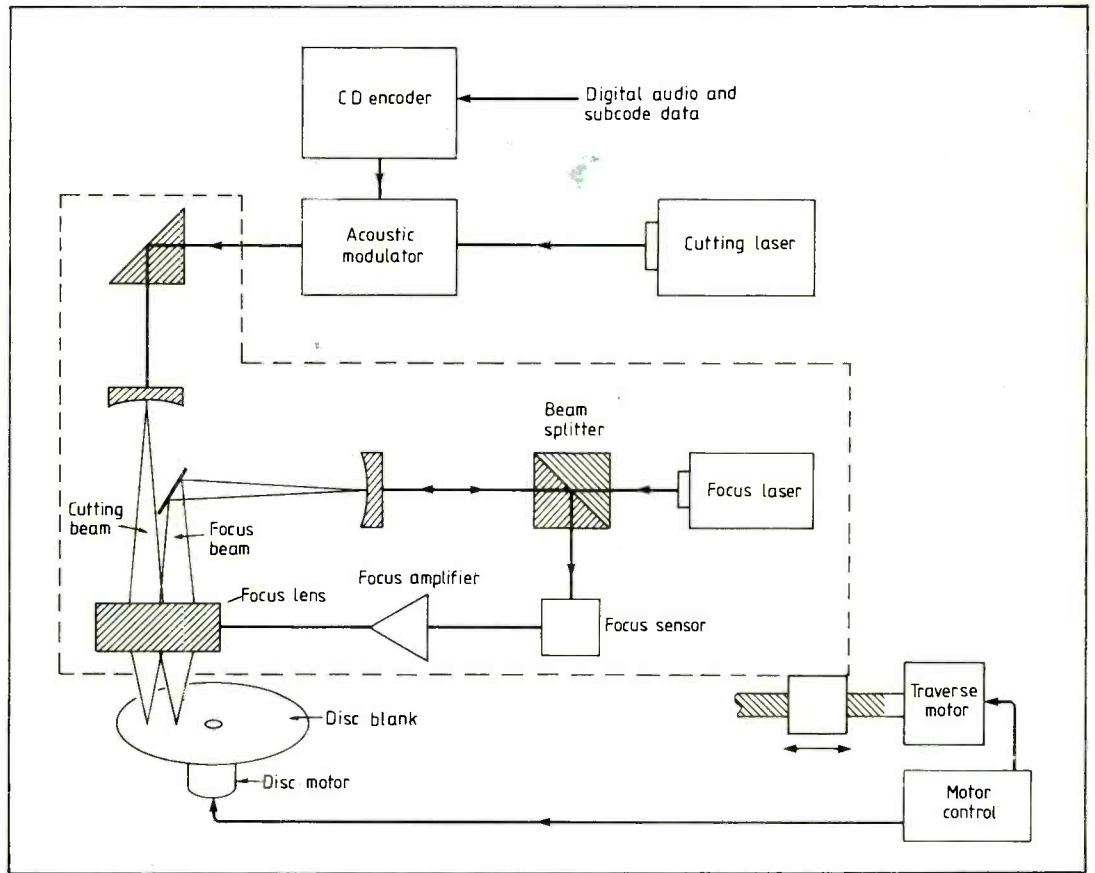 CD encoder
Digital audio and
subcode data
Acoustic
modulator
Cutting laser
Beam
splitter
Focus laser
Cutting
beam
Focus
beam
Focus amplifier
Focus lens
Focus sensor
Traverse
motor
Disc blank
Disc motor
Motor
control